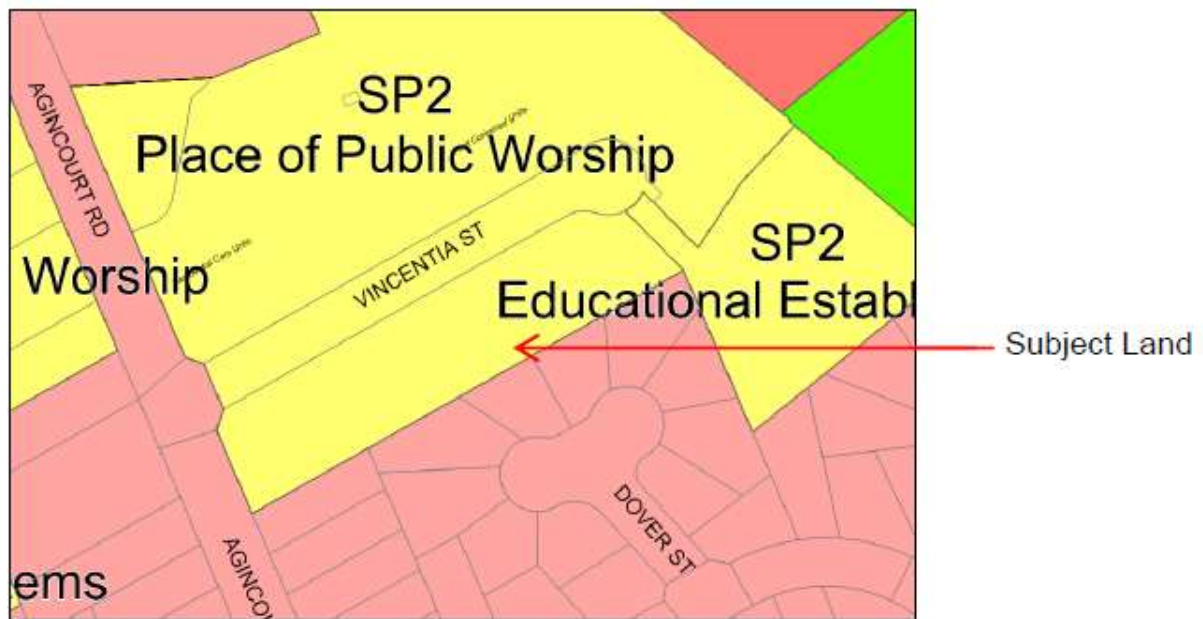 SP2
Place of Public Worship
AGINCOURT RD
Worship
VINCENTIA ST
SP2
Educational Establ
Subject Land
DOVER ST
AGINCOU
ems